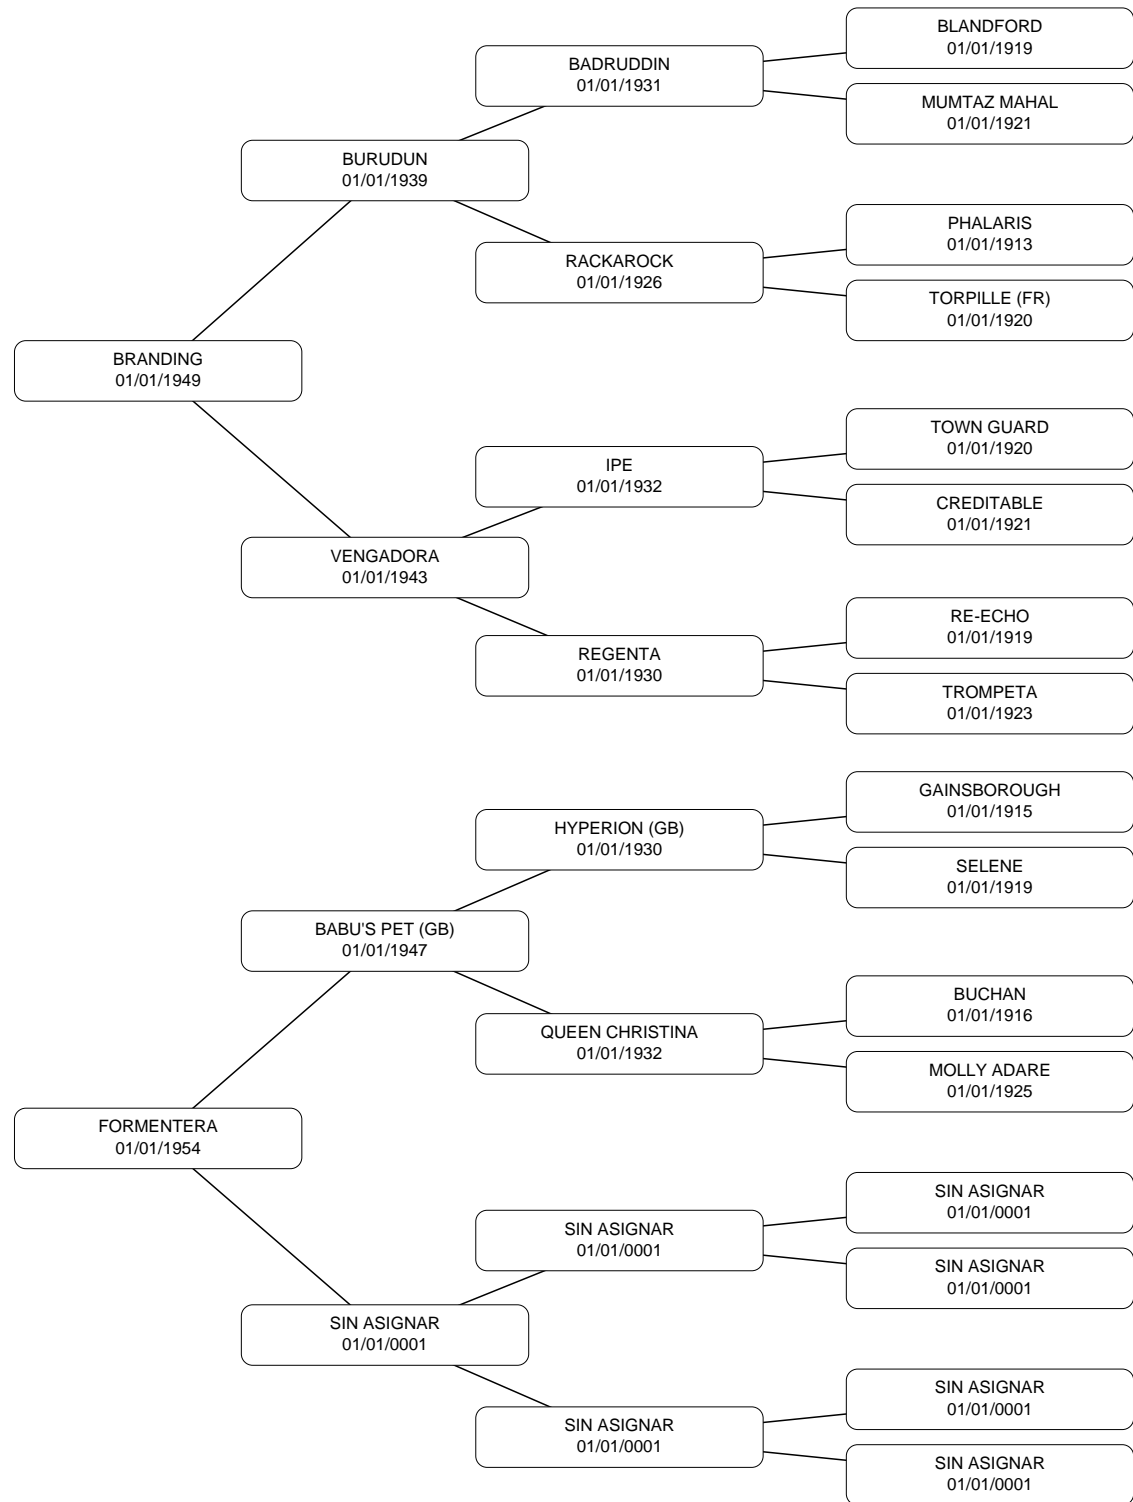 BLANDFORD
01/01/1919
BADRUDDIN
01/01/1931
MUMTAZ MAHAL
01/01/1921
BURUDUN
01/01/1939
PHALARIS
01/01/1913
RACKAROCK
01/01/1926
TORPILLE (FR)
01/01/1920
BRANDING
01/01/1949
TOWN GUARD
01/01/1920
IPE
01/01/1932
CREDITABLE
01/01/1921
VENGADORA
01/01/1943
RE-ECHO
01/01/1919
REGENTA
01/01/1930
TROMPETA
01/01/1923
GAINSBOROUGH
01/01/1915
HYPERION (GB)
01/01/1930
SELENE
01/01/1919
BABU'S PET (GB)
01/01/1947
BUCHAN
01/01/1916
QUEEN CHRISTINA
01/01/1932
MOLLY ADARE
01/01/1925
FORMENTERA
01/01/1954
SIN ASIGNAR
01/01/0001
SIN ASIGNAR
01/01/0001
SIN ASIGNAR
01/01/0001
SIN ASIGNAR
01/01/0001
SIN ASIGNAR
01/01/0001
SIN ASIGNAR
01/01/0001
SIN ASIGNAR
01/01/0001